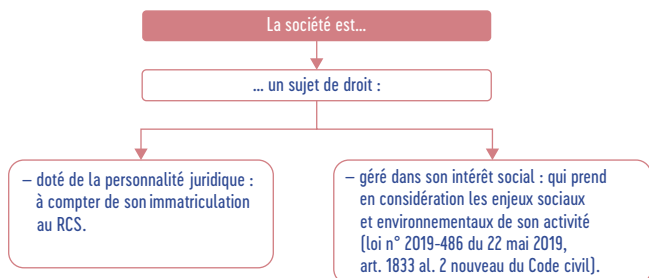 La société est...
... un sujet de droit :
– doté de la personnalité juridique :
à compter de son immatriculation
au RCS.
– géré dans son intérêt social : qui prend
en considération les enjeux sociaux
et environnementaux de son activité
(loi n° 2019-486 du 22 mai 2019,
art. 1833 al. 2 nouveau du Code civil).